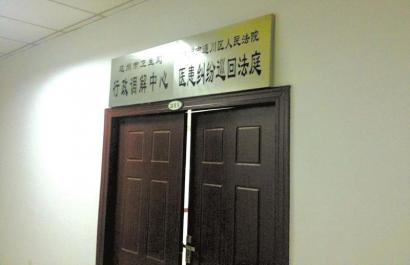 达州市卫生局
行政调解中心
市通川区人民法院
医患纠纷巡回法庭